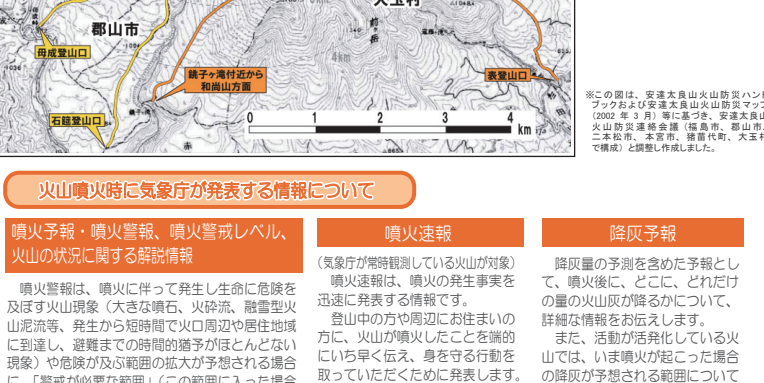 大玉村
郡山市
前ヶ岳
4km
母成登山口
銚子ヶ滝付近から
和尚山方面
表登山口
石筵登山口
0 1 2 3 4
km
※この図は、安達太良山火山防災ハンド
ブックおよび安達太良山火山防災マップ
(2002 年 3 月)等に基づき、安達太良山
火山防災連絡会議(福島市、郡山市、
二本松市、本宮市、猪苗代町、大玉村
で構成)と調整し作成しました。
火山噴火時に気象庁が発表する情報について
噴火予報・噴火警報、噴火警戒レベル、
火山の状況に関する解説情報
噴火警報は、噴火に伴って発生し生命に危険を
及ぼす火山現象(大きな噴石、火砕流、融雪型火
山泥流等、発生から短時間で火口周辺や居住地域
に到達し、避難までの時間的猶予がほとんどない
現象)や危険が及ぶ範囲の拡大が予想される場合
に、「警戒が必要な範囲」(この範囲に入った場合
噴火速報
(気象庁が常時観測している火山が対象)
噴火速報は、噴火の発生事実を
迅速に発表する情報です。
登山中の方や周辺にお住まいの
方に、火山が噴火したことを端的
にいち早く伝え、身を守る行動を
取っていただくために発表します。
降灰予報
降灰量の予測を含めた予報とし
て、噴火後に、どこに、どれだけ
の量の火山灰が降るかについて、
詳細な情報をお伝えします。
また、活動が活発化している火
山では、いま噴火が起こった場合
の降灰が予想される範囲について